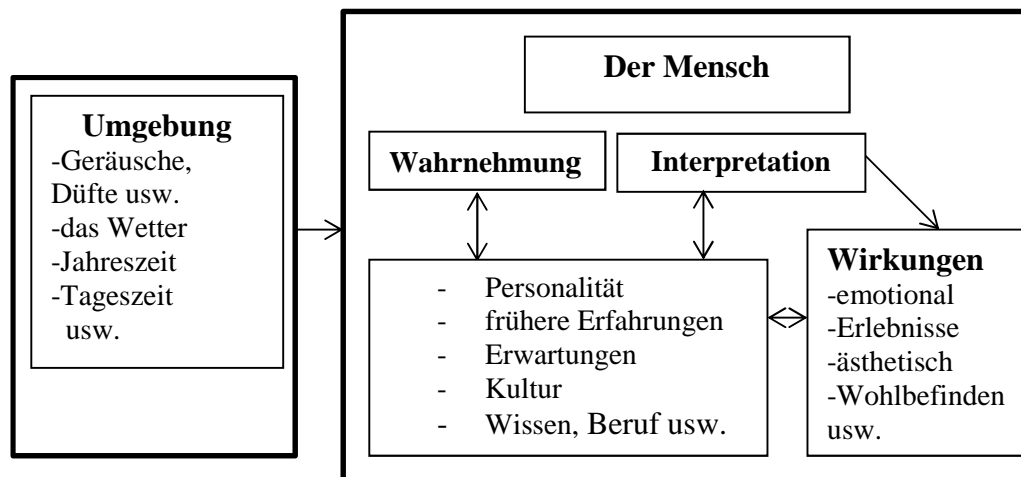 Umgebung
-Geräusche,
Düfte usw.
-das Wetter
-Jahreszeit
-Tageszeit
usw.
Der Mensch
Wahrnehmung
Interpretation
- Personalität
- frühere Erfahrungen
- Erwartungen
- Kultur
- Wissen, Beruf usw.
Wirkungen
-emotional
-Erlebnisse
-ästhetisch
-Wohlbefinden
usw.